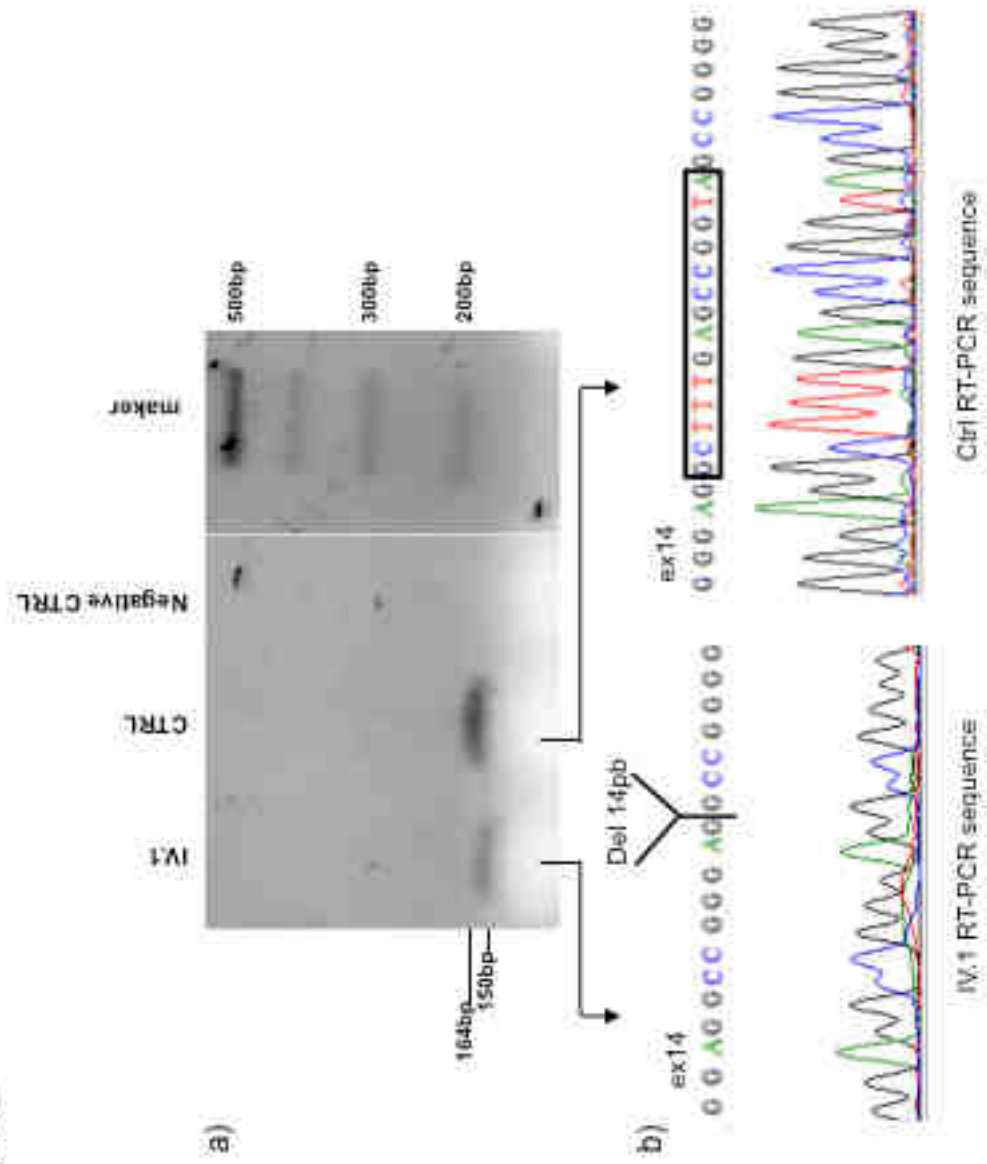 a)
IV.1
CTRL
Negative CTRL
maker
500bp
300bp
200bp
164bp
150bp
b)
Del 14pb
ex14
ex14
G G A G G C C G G G A G C C G G G G
G G G A G G C T T T G A G C C G G T A G C C G G G G
IV.1 RT-PCR sequence
Ctrl RT-PCR sequence